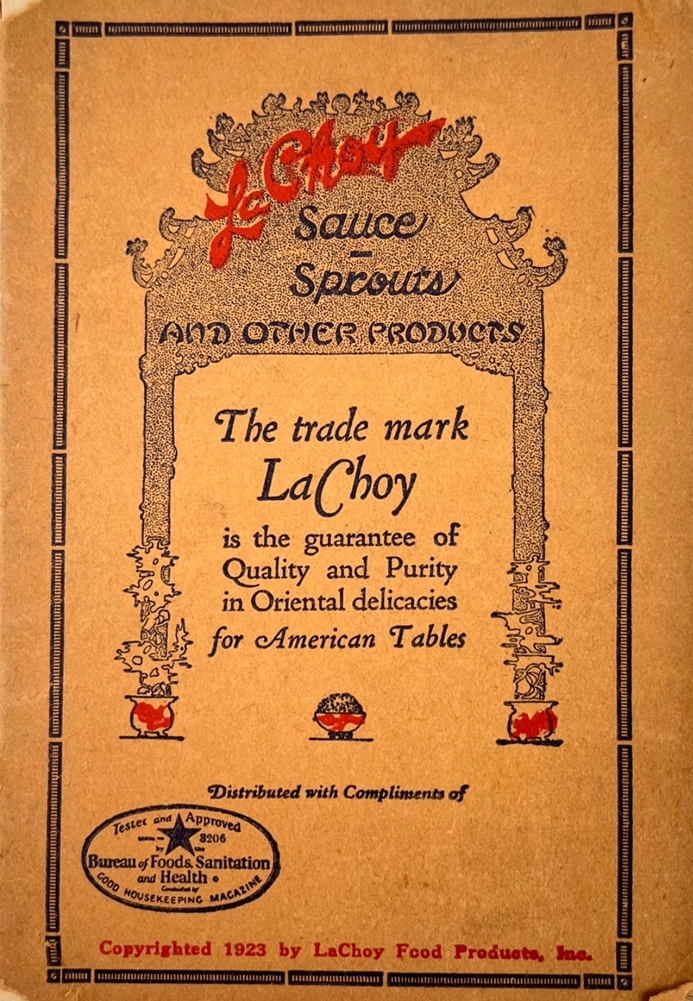 LaChoy
Sauce
-
Sprouts
AND OTHER PRODUCTS
The trade mark
LaChoy
is the guarantee of
Quality and Purity
in Oriental delicacies
for American Tables
Distributed with Compliments of
Tested and Approved
3206
by the
Bureau of Foods, Sanitation
and Health
Conducted by
GOOD HOUSEKEEPING MAGAZINE
Copyrighted 1923 by LaChoy Food Products, Inc.